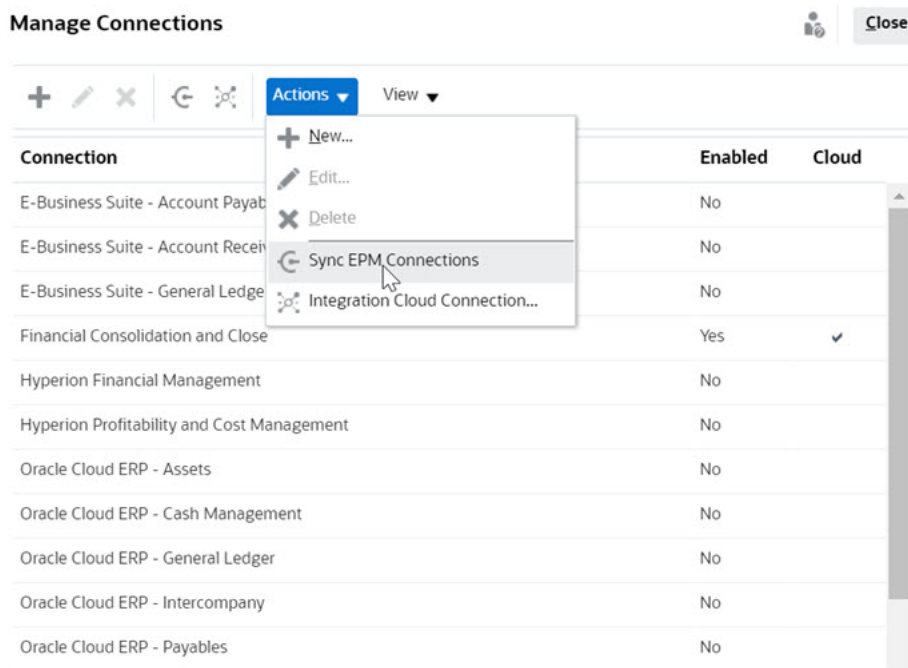 Manage Connections
Close
Actions View
New...
Connection Enabled Cloud
Edit...
E-Business Suite - Account Payab No
Delete
E-Business Suite - Account Recei No
Sync EPM Connections
E-Business Suite - General Ledge No
Integration Cloud Connection...
Financial Consolidation and Close Yes
Hyperion Financial Management No
Hyperion Profitability and Cost Management No
Oracle Cloud ERP - Assets No
Oracle Cloud ERP - Cash Management No
Oracle Cloud ERP - General Ledger No
Oracle Cloud ERP - Intercompany No
Oracle Cloud ERP - Payables No